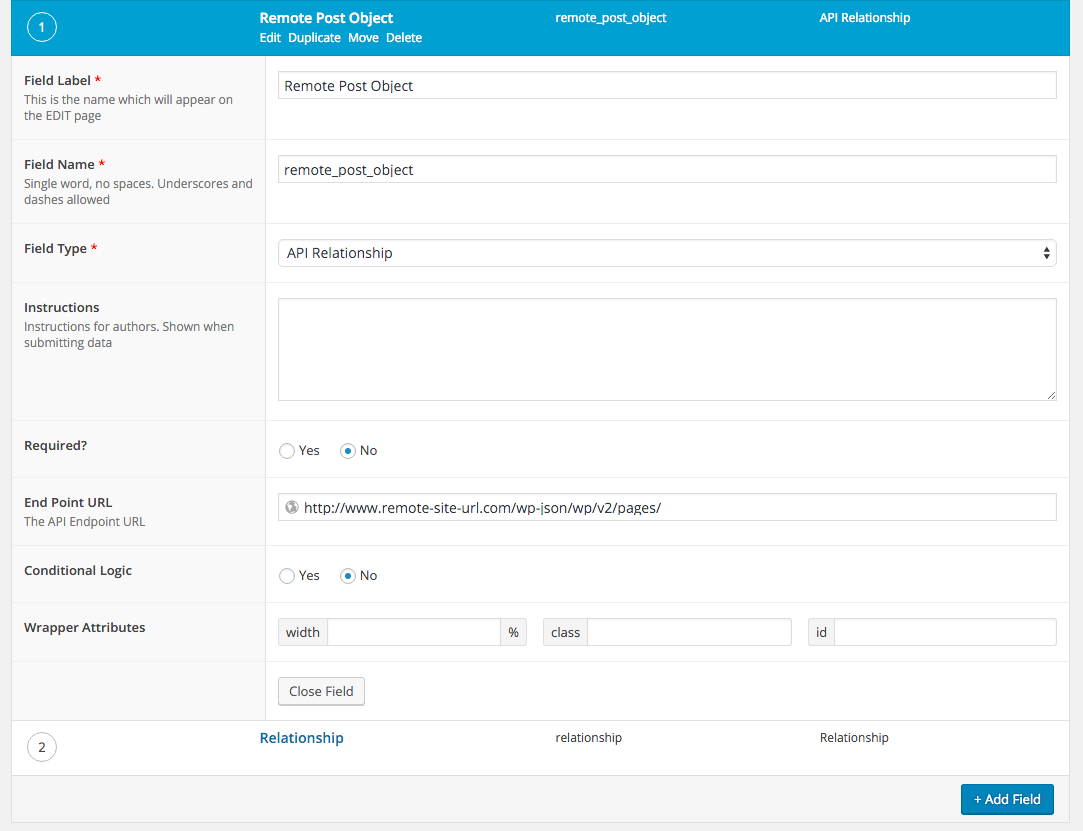 1
Remote Post Object
remote_post_object
API Relationship
Edit Duplicate Move Delete
Field Label *
This is the name which will appear on
the EDIT page
Remote Post Object
Field Name *
Single word, no spaces. Underscores and
dashes allowed
remote_post_object
Field Type *
API Relationship
Instructions
Instructions for authors. Shown when
submitting data
Required?
Yes No
End Point URL
The API Endpoint URL
http://www.remote-site-url.com/wp-json/wp/v2/pages/
Conditional Logic
Yes No
Wrapper Attributes
width % class id
Close Field
2
Relationship
relationship
Relationship
+ Add Field